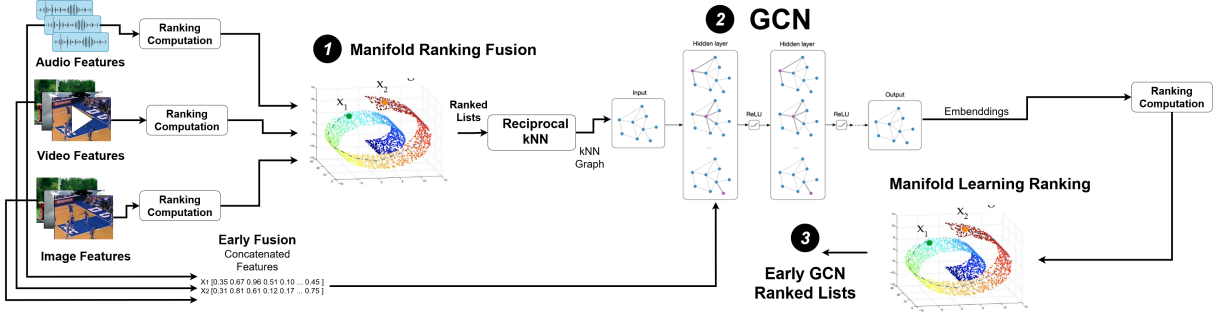 Audio Features
Ranking
Computation
Video Features
Ranking
Computation
Image Features
Ranking
Computation
1 Manifold Ranking Fusion
X1
X2
Ranked
Lists
Reciprocal
kNN
kNN
Graph
2 GCN
Input
Hidden layer
...
ReLU
Hidden layer
...
ReLU
Output
Embenddings
Ranking
Computation
Manifold Learning Ranking
X1
X2
3
Early GCN
Ranked Lists
Early Fusion
Concatenated
Features
X1 [0.35 0.67 0.96 0.51 0.10 ... 0.45 ]
X2 [0.31 0.81 0.61 0.12 0.17 ... 0.75]